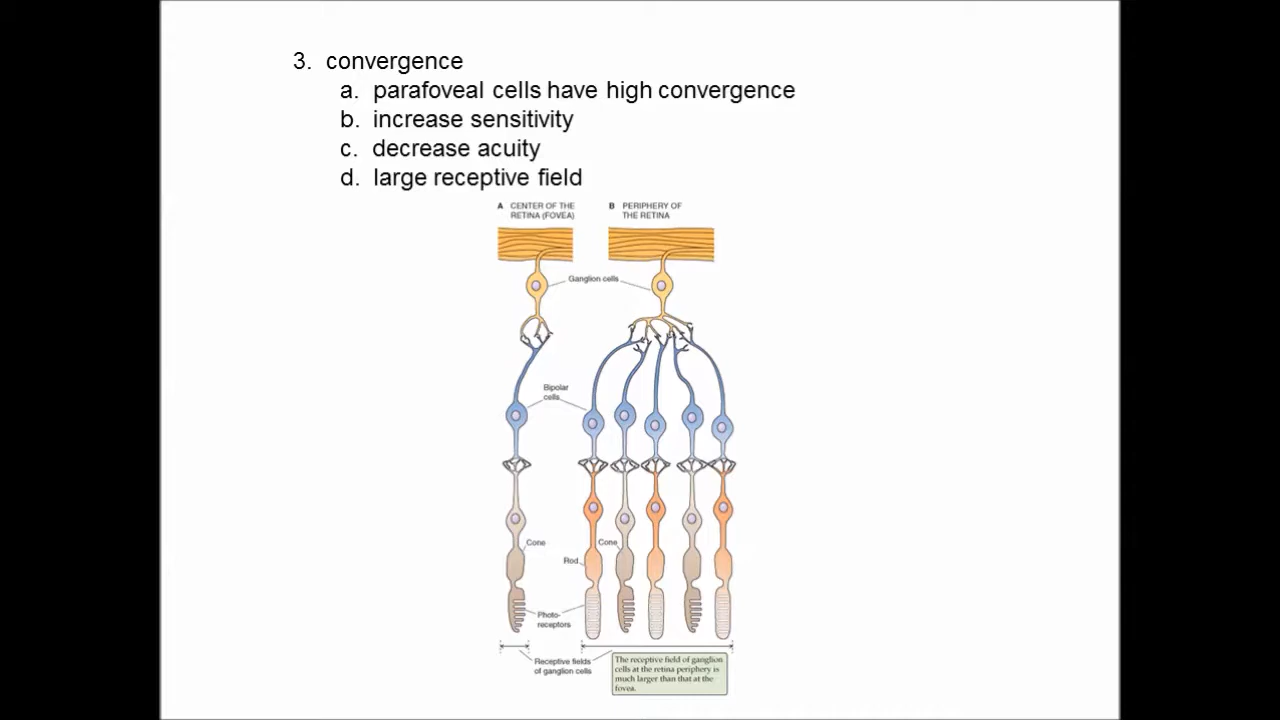 3. convergence
a. parafoveal cells have high convergence
b. increase sensitivity
c. decrease acuity
d. large receptive field
A CENTER OF THE
RETINA (FOVEA)
B PERIPHERY OF
THE RETINA
Ganglion cells
Bipolar
cells
Cone
Cone
Rod
Photo-
receptors
Receptive fields
of ganglion cells
The receptive field of ganglion
cells at the retina periphery is
much larger than that at the
fovea.